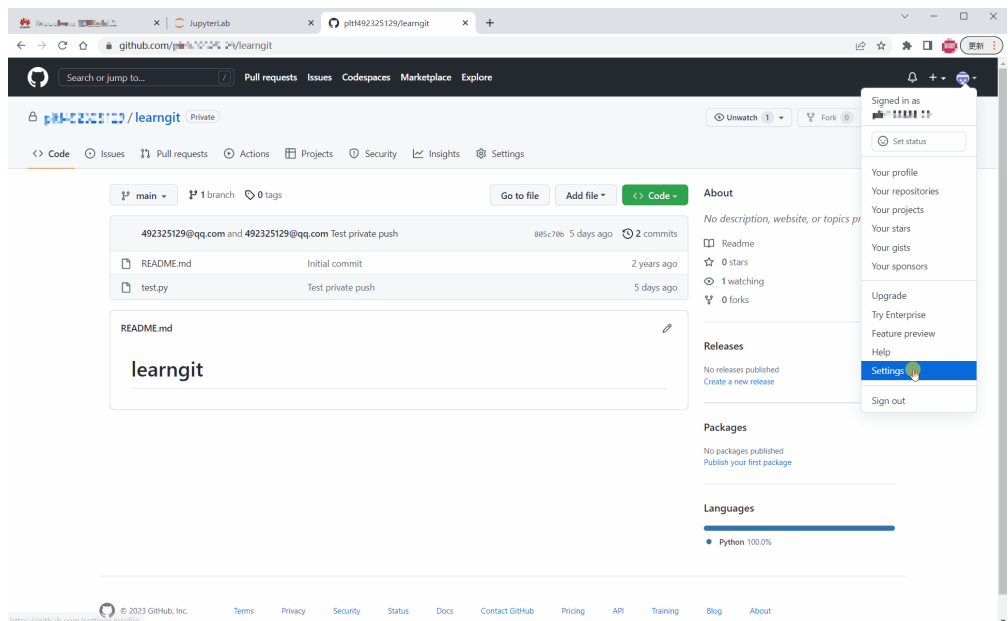 JupyterLab
pltf492325129/learngit
github.com/ /learngit
更新
Search or jump to...
/
Pull requests Issues Codespaces Marketplace Explore
/ learngit Private
Unwatch 1
Fork 0
Code Issues Pull requests Actions Projects Security Insights Settings
main 1 branch 0 tags
Go to file Add file Code
492325129@qq.com and 492325129@qq.com Test private push 805c70b 5 days ago 2 commits
README.md Initial commit 2 years ago
test.py Test private push 5 days ago
README.md
learngit
About
No description, website, or topics pr
Readme
0 stars
1 watching
0 forks
Releases
No releases published
Create a new release
Packages
No packages published
Publish your first package
Languages
Python 100.0%
Signed in as
Set status
Your profile
Your repositories
Your projects
Your stars
Your gists
Your sponsors
Upgrade
Try Enterprise
Feature preview
Help
Settings
Sign out
© 2023 GitHub, Inc. Terms Privacy Security Status Docs Contact GitHub Pricing API Training Blog About
https://github.com/settings/profile